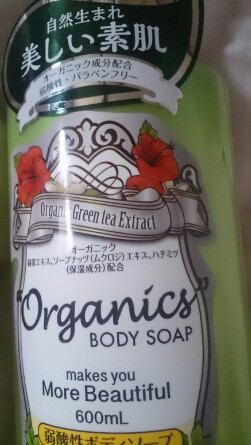 自然生まれ
美しい素肌
オーガニック成分配合
弱酸性・パラベンフリー
Organic Green tea Extract
オーガニック
緑茶エキス、ソープナッツ(ムクロジ)エキス、ハチミツ
(保湿成分)配合
"Organics"
BODY SOAP
makes you
More Beautiful
600mL
弱酸性ボディソープ